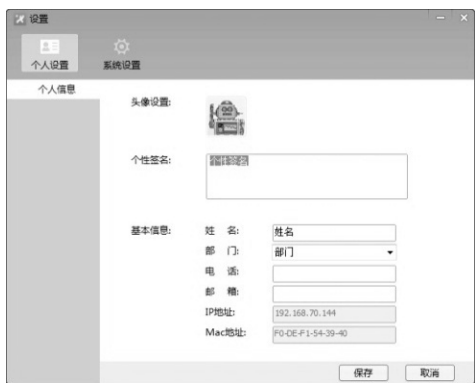 设置
个人设置
系统设置
个人信息
头像设置:
个性签名:
个性签名
基本信息:
姓 名: 姓名
部 门: 部门
电 话:
邮 箱:
IP地址: 192.168.70.144
Mac地址: F0-DE-F1-54-39-40
保存 取消